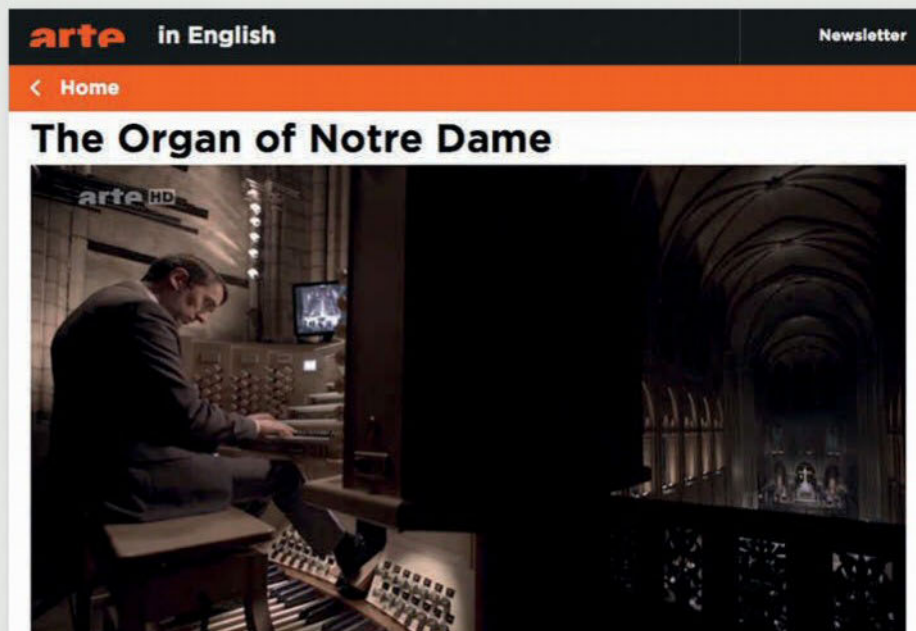 arte in English
Newsletter
< Home
The Organ of Notre Dame
arte HD